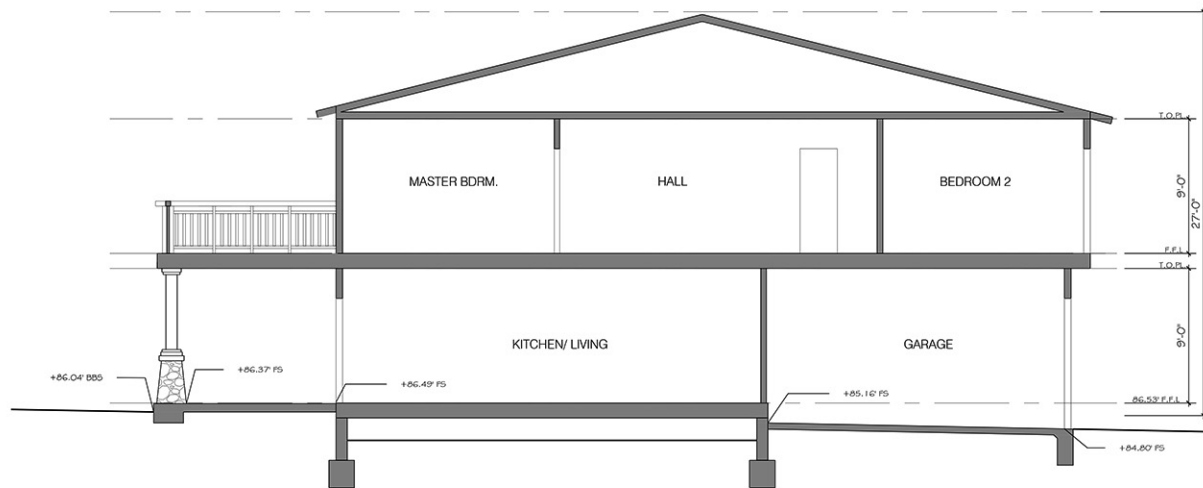 T.O.PL
MASTER BDRM.
HALL
BEDROOM 2
9'-0"
27'-0"
F.F.L
T.O.PL
KITCHEN/ LIVING
GARAGE
9'-0"
+86.04' BBS
+86.37' FS
+86.49' FS
+85.16' FS
86.53' F.F.L
+84.80' FS